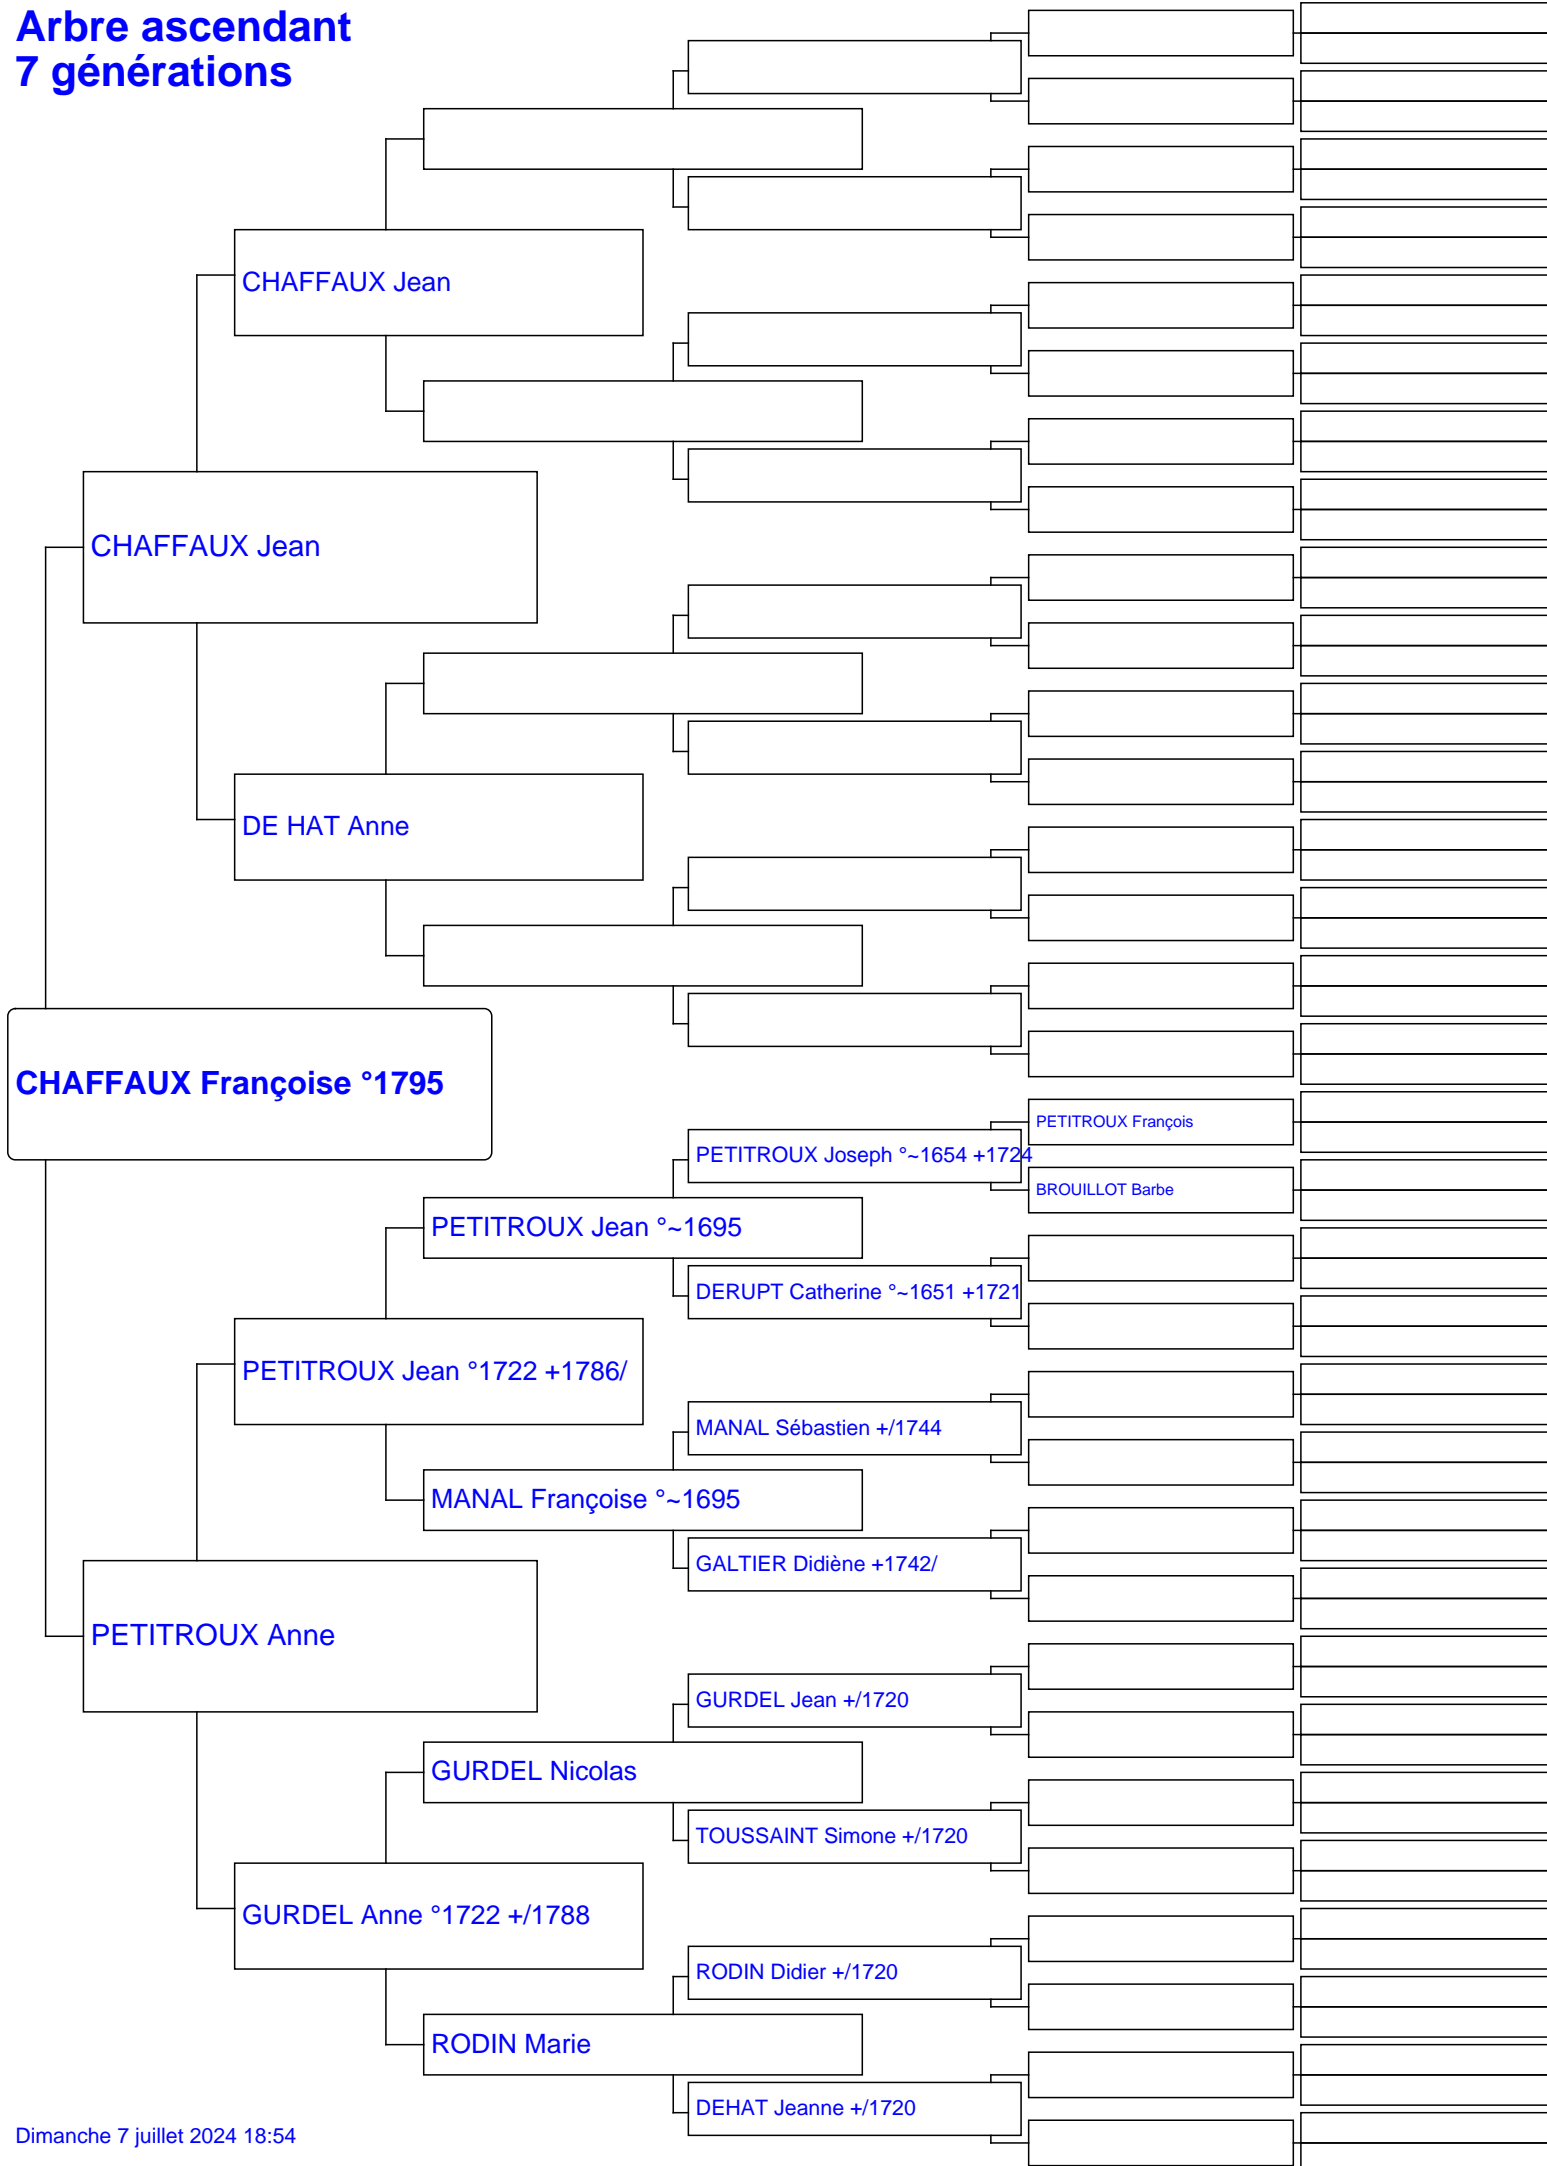 Arbre ascendant
7 générations
CHAFFAUX Jean
CHAFFAUX Jean
DE HAT Anne
CHAFFAUX Françoise °1795
PETITROUX François
PETITROUX Joseph °~1654 +1724
BROUILLOT Barbe
PETITROUX Jean °~1695
DERUPT Catherine °~1651 +1721
PETITROUX Jean °1722 +1786/
MANAL Sébastien +/1744
MANAL Françoise °~1695
GALTIER Didiène +1742/
PETITROUX Anne
GURDEL Jean +/1720
GURDEL Nicolas
TOUSSAINT Simone +/1720
GURDEL Anne °1722 +/1788
RODIN Didier +/1720
RODIN Marie
DEHAT Jeanne +/1720
Dimanche 7 juillet 2024 18:54